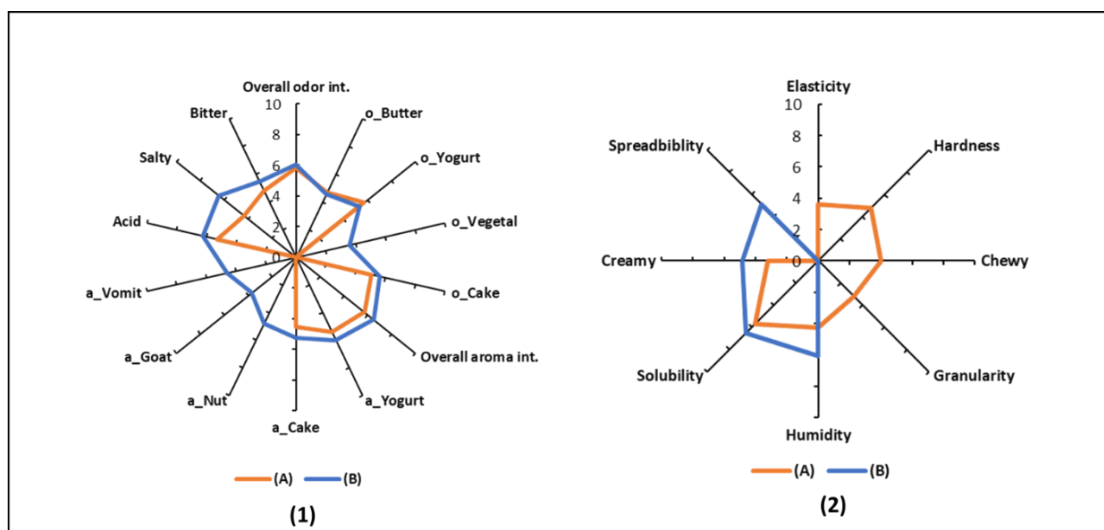 Overall odor int.
10
8
6
4
2
0
o_Butter
o_Yogurt
o_Vegetal
o_Cake
Overall aroma int.
a_Yogurt
a_Cake
a_Nut
a_Goat
a_Vomit
Acid
Salty
Bitter
(A) (B)
(1)
Elasticity
10
8
6
4
2
0
Hardness
Chewy
Granularity
Humidity
Solubility
Creamy
Spreadbiblity
(A) (B)
(2)